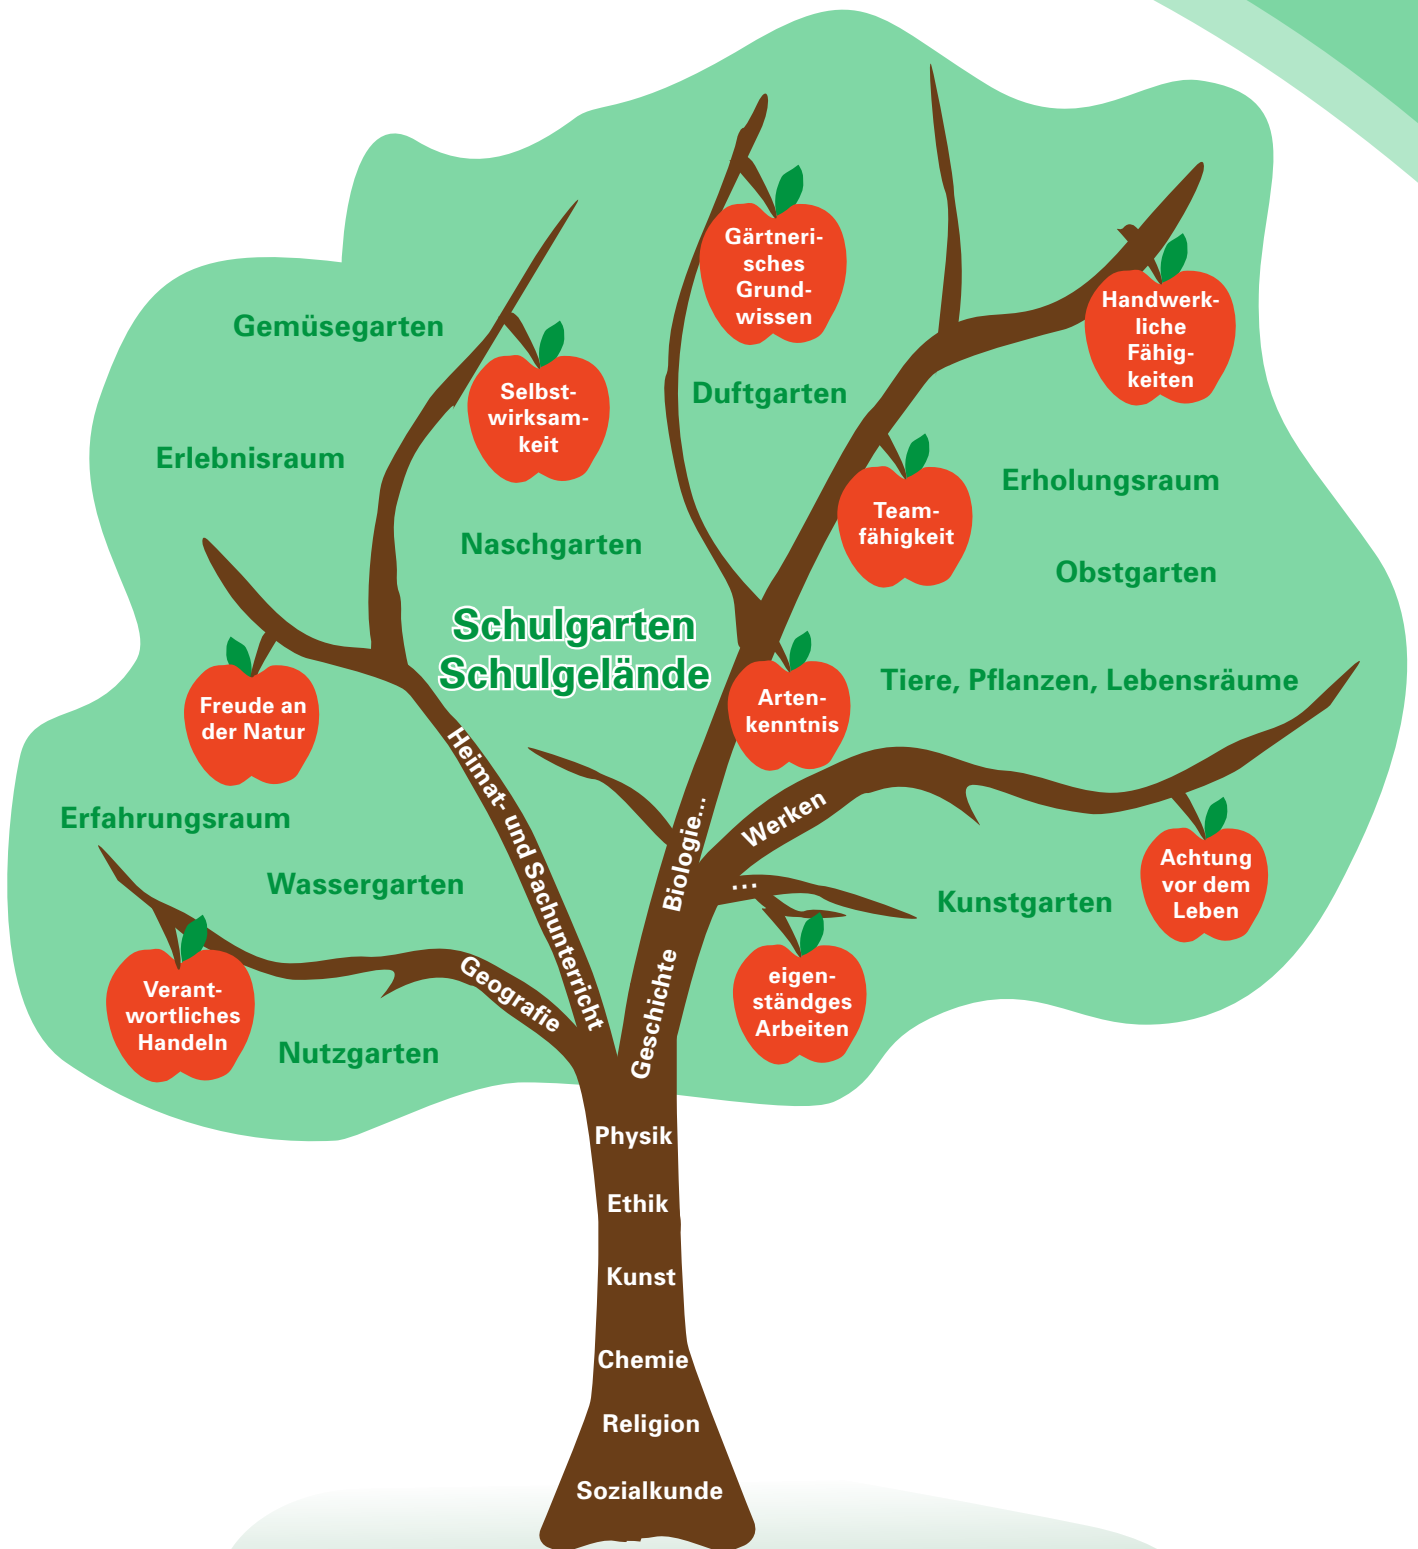 Gärtneri-
sches
Grund-
wissen
Handwerk-
liche
Fähig-
keiten
Gemüsegarten
Selbst-
wirksam-
keit
Duftgarten
Erlebnisraum
Erholungsraum
Team-
fähigkeit
Naschgarten
Obstgarten
Schulgarten
Schulgelände
Tiere, Pflanzen, Lebensräume
Freude an
der Natur
Arten-
kenntnis
Heimat- und Sachunterricht
Biologie...
Werken
Erfahrungsraum
Achtung
vor dem
Leben
Wassergarten
...
Kunstgarten
Verant-
wortliches
Handeln
Geografie
Geschichte
eigen-
ständges
Arbeiten
Nutzgarten
Physik
Ethik
Kunst
Chemie
Religion
Sozialkunde